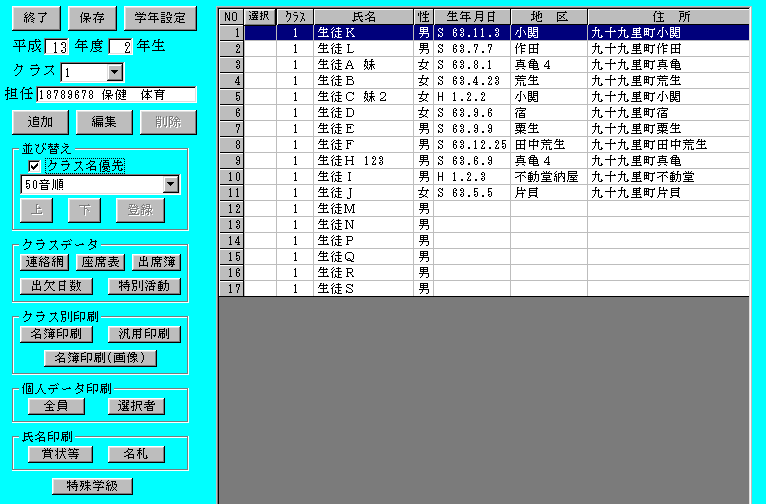 終了 保存 学年設定
平成 13 年度 2 年生
クラス 1
担任 18789678 保健 体育
追加 編集 削除
並び替え
クラス名優先
50音順
上 下 登録
クラスデータ
連絡網 座席表 出席簿
出欠日数 特別活動
クラス別印刷
名簿印刷 汎用印刷
名簿印刷(画像)
個人データ印刷
全員 選択者
氏名印刷
賞状等 名札
特殊学級
NO 選択 クラス 氏名 性 生年月日 地 区 住 所
1 1 生徒K 男 S 63.11.3 小関 九十九里町小関
2 1 生徒L 男 S 63.7.7 作田 九十九里町作田
3 1 生徒A 妹 女 S 63.8.1 真亀4 九十九里町真亀
4 1 生徒B 女 S 63.4.23 荒生 九十九里町荒生
5 1 生徒C 妹2 女 H 1.2.2 小関 九十九里町小関
6 1 生徒D 女 S 63.9.6 宿 九十九里町宿
7 1 生徒E 男 S 63.9.9 粟生 九十九里町粟生
8 1 生徒F 男 S 63.12.25 田中荒生 九十九里町田中荒生
9 1 生徒H 123 男 S 63.6.9 真亀4 九十九里町真亀
10 1 生徒I 男 H 1.2.3 不動堂納屋 九十九里町不動堂
11 1 生徒J 女 S 63.5.5 片貝 九十九里町片貝
12 1 生徒M 男
13 1 生徒N 男
14 1 生徒P 男
15 1 生徒Q 男
16 1 生徒R 男
17 1 生徒S 男